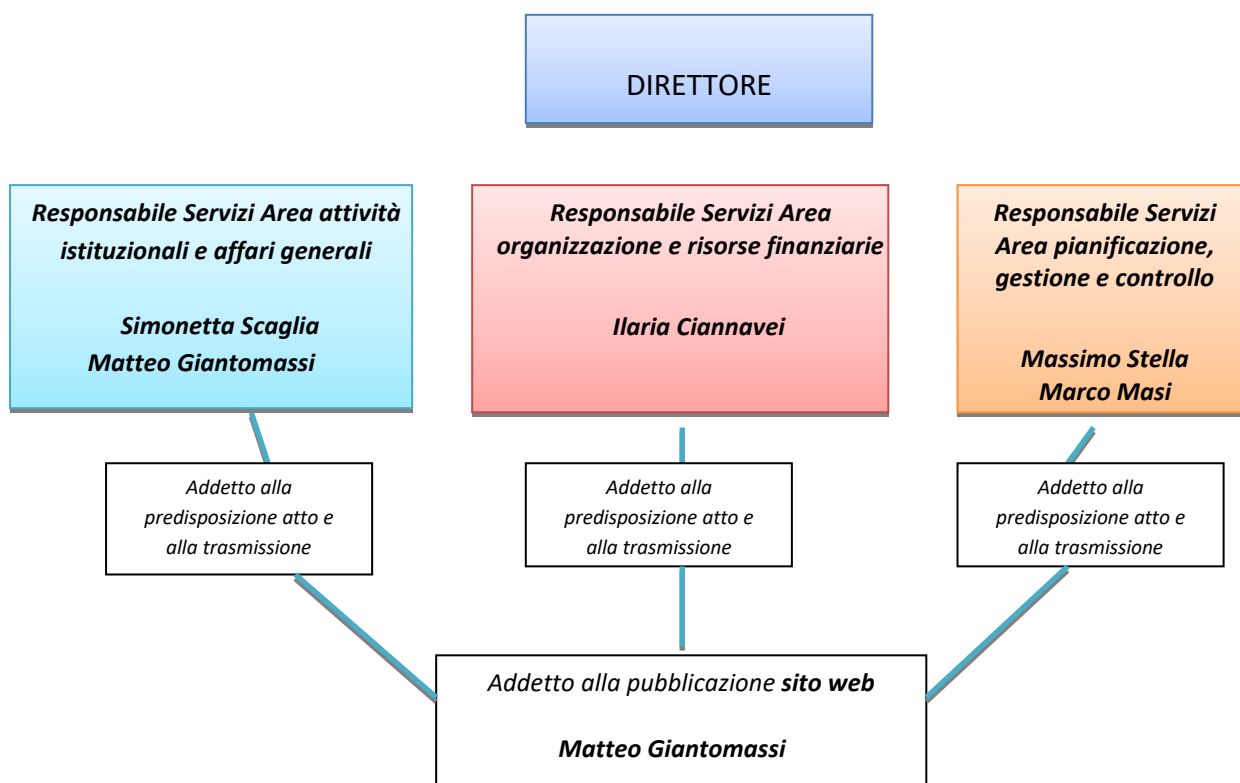 DIRETTORE
Responsabile Servizi Area attività
istituzionali e affari generali
Simonetta Scaglia
Matteo Giantomassi
Responsabile Servizi Area
organizzazione e risorse finanziarie
Ilaria Ciannavei
Responsabile Servizi
Area pianificazione,
gestione e controllo
Massimo Stella
Marco Masi
Addetto alla
predisposizione atto e
alla trasmissione
Addetto alla
predisposizione atto e
alla trasmissione
Addetto alla
predisposizione atto e
alla trasmissione
Addetto alla pubblicazione sito web
Matteo Giantomassi